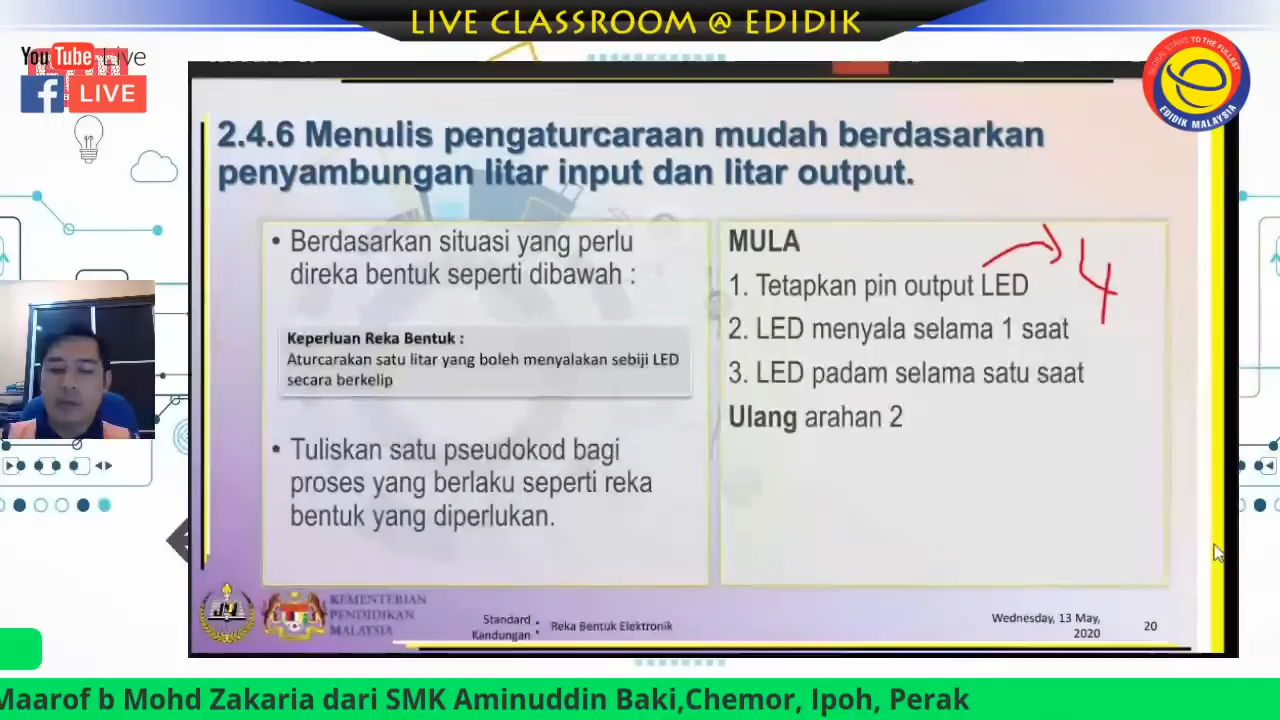 LIVE CLASSROOM @ EDIDIK
YouTube Live
f LIVE
GLOBAL STRIVE TO THE FULLEST
EDIDIK MALAYSIA
2.4.6 Menulis pengaturcaraan mudah berdasarkan
penyambungan litar input dan litar output.
• Berdasarkan situasi yang perlu
direka bentuk seperti dibawah :
Keperluan Reka Bentuk :
Aturcarakan satu litar yang boleh menyalakan sebiji LED
secara berkelip
• Tuliskan satu pseudokod bagi
proses yang berlaku seperti reka
bentuk yang diperlukan.
MULA
1. Tetapkan pin output LED
4
2. LED menyala selama 1 saat
3. LED padam selama satu saat
Ulang arahan 2
KEMENTERIAN
PENDIDIKAN
MALAYSIA
Standard
Kandungan :
Reka Bentuk Elektronik
Wednesday, 13 May,
2020
20
Maarof b Mohd Zakaria dari SMK Aminuddin Baki,Chemor, Ipoh, Perak